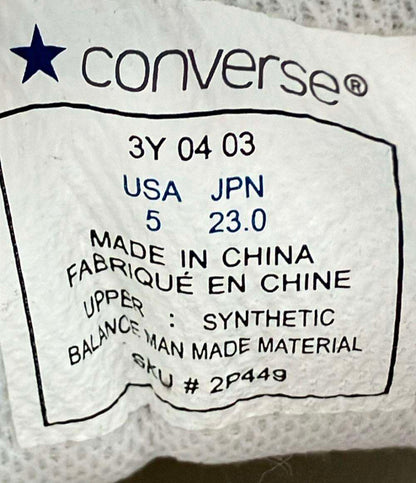 converse®
3Y 04 03
USA JPN
5 23.0
MADE IN CHINA
FABRIQUÉ EN CHINE
UPPER : SYNTHETIC
BALANCE MAN MADE MATERIAL
SKU # 2P449